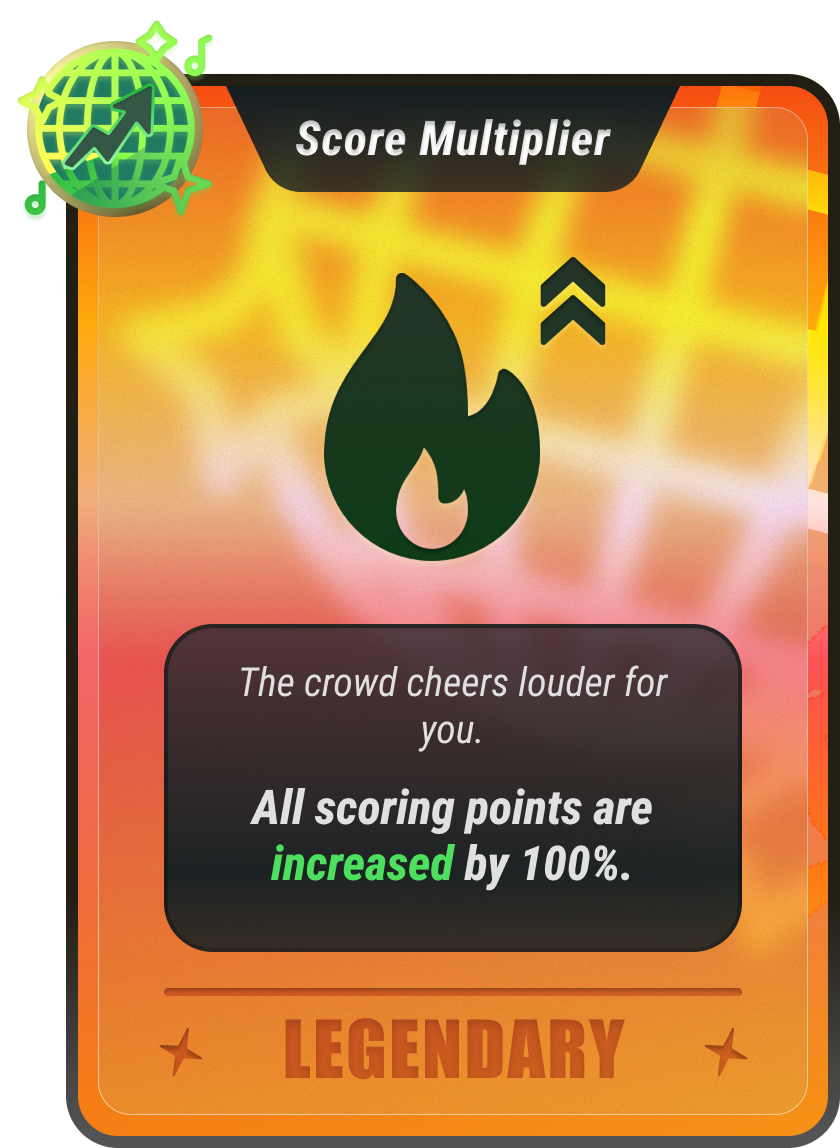 Score Multiplier
The crowd cheers louder for
you.
All scoring points are
increased by 100%.
LEGENDARY